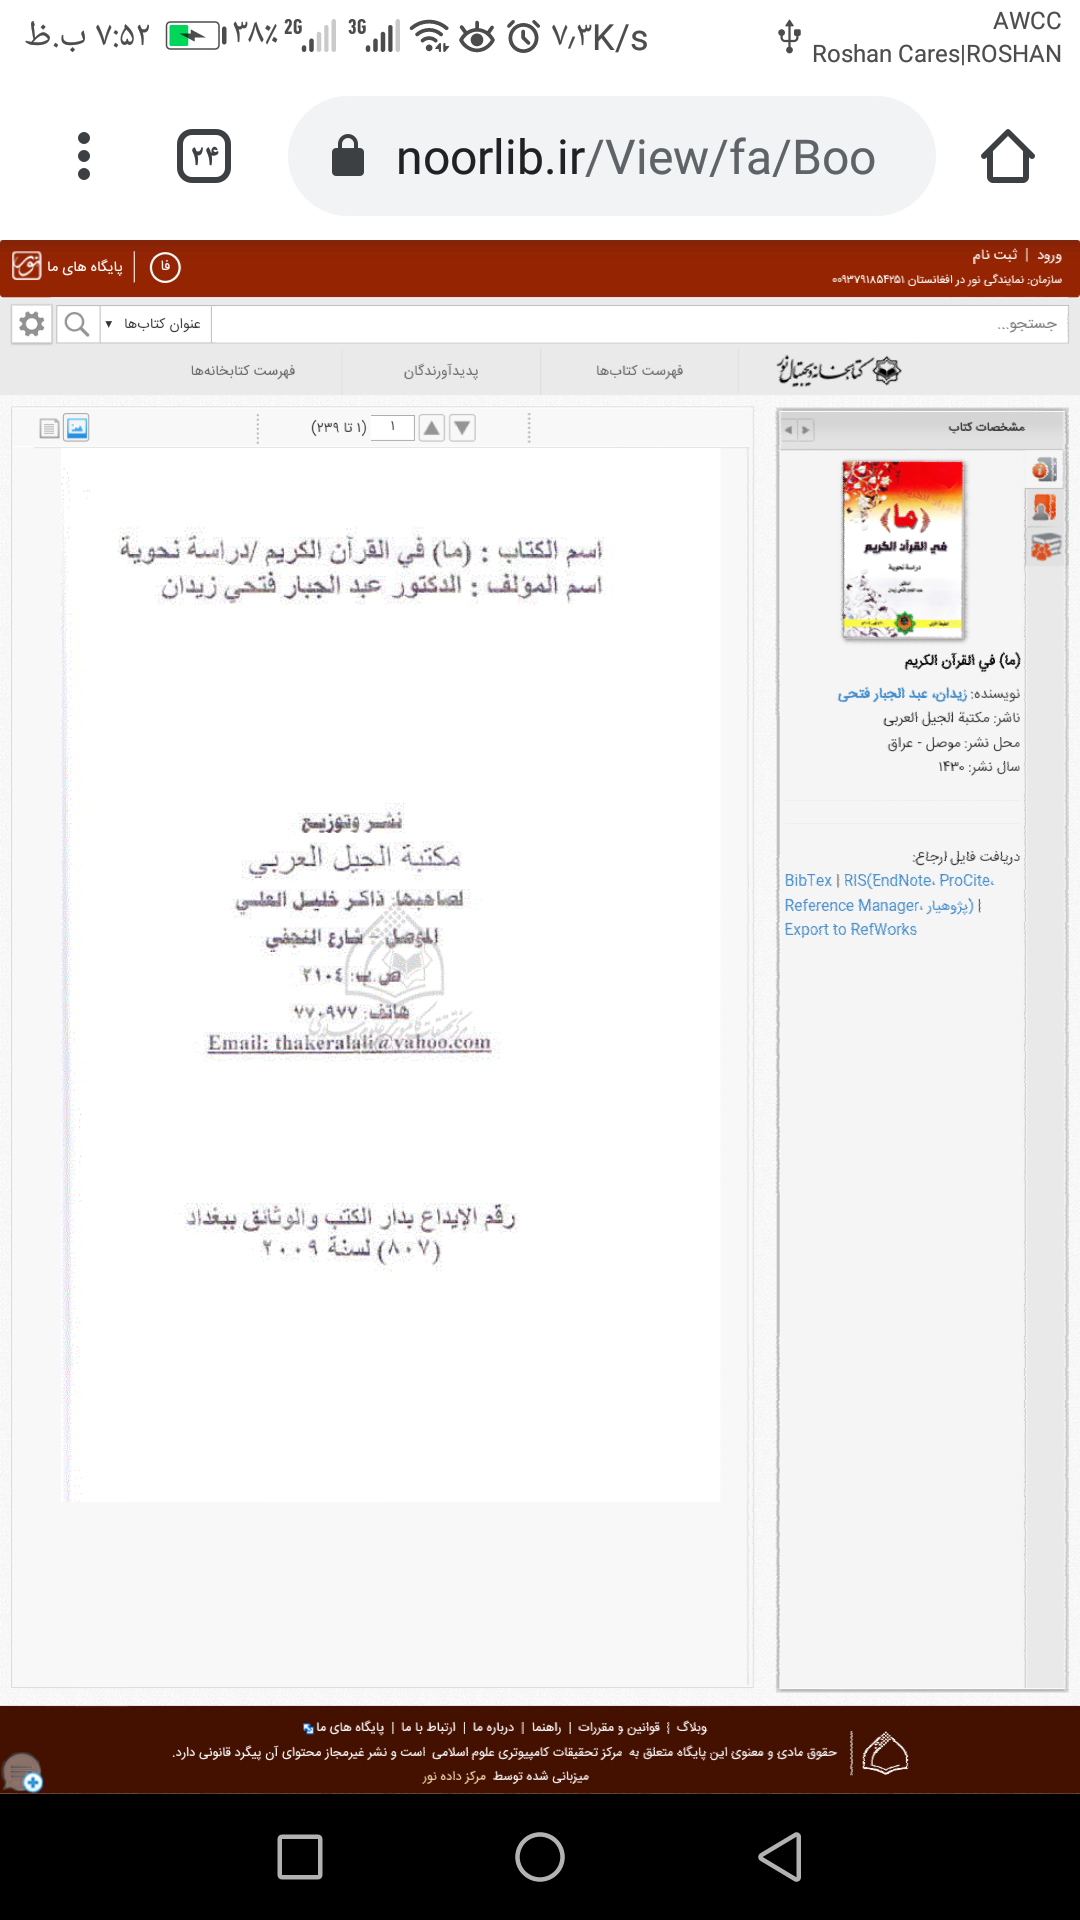 ۷:۵۲ ب.ظ ۳۸٪ 2G 3G ۷٫۳K/s AWCC
Roshan Cares|ROSHAN
۲۴ noorlib.ir/View/fa/Boo
ورود | ثبت نام
سازمان: نمایندگی نور در افغانستان ۰۰۹۳۷۹۱۸۵۴۲۵۱
فا | پایگاه های ما
جستجو...
عنوان کتاب‌ها
کتابخانه دیجیتال نور
فهرست کتاب‌ها
پدیدآورندگان
فهرست کتابخانه‌ها
مشخصات کتاب
(ما)
في القرآن الكريم
دراسة نحوية
(ما) في القرآن الكريم
نویسنده: زیدان، عبد الجبار فتحی
ناشر: مكتبة الجيل العربى
محل نشر: موصل - عراق
سال نشر: ۱۴۳۰
دریافت فایل ارجاع:
BibTex | RIS(EndNote، ProCite،
Reference Manager، پژوهیار) |
Export to RefWorks
۱ (۱ تا ۲۳۹)
اسم الكتاب : (ما) في القرآن الكريم /دراسة نحوية
اسم المؤلف : الدكتور عبد الجبار فتحي زيدان
نشر وتوزيع
مكتبة الجيل العربي
لصاحبها: ذاكر خليل العلي
الموصل - شارع النجفي
ص.ب: ٢١٠٤
هاتف: ٧٧٠٩٧٧
Email: thakeralali@yahoo.com
رقم الإيداع بدار الكتب والوثائق ببغداد
(٨٠٧) لسنة ٢٠٠٩
وبلاگ | قوانین و مقررات | راهنما | درباره ما | ارتباط با ما | پایگاه های ما
حقوق مادی و معنوی این پایگاه متعلق به مرکز تحقیقات کامپیوتری علوم اسلامی است و نشر غیرمجاز محتوای آن پیگرد قانونی دارد.
میزبانی شده توسط مرکز داده نور